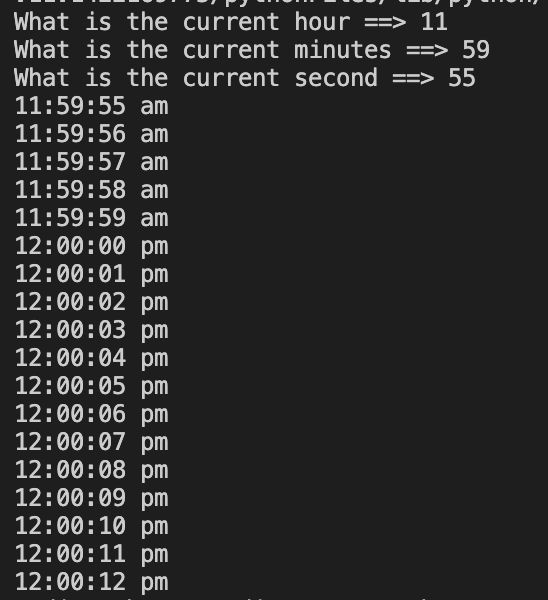 What is the current hour ==> 11
What is the current minutes ==> 59
What is the current second ==> 55
11:59:55 am
11:59:56 am
11:59:57 am
11:59:58 am
11:59:59 am
12:00:00 pm
12:00:01 pm
12:00:02 pm
12:00:03 pm
12:00:04 pm
12:00:05 pm
12:00:06 pm
12:00:07 pm
12:00:08 pm
12:00:09 pm
12:00:10 pm
12:00:11 pm
12:00:12 pm